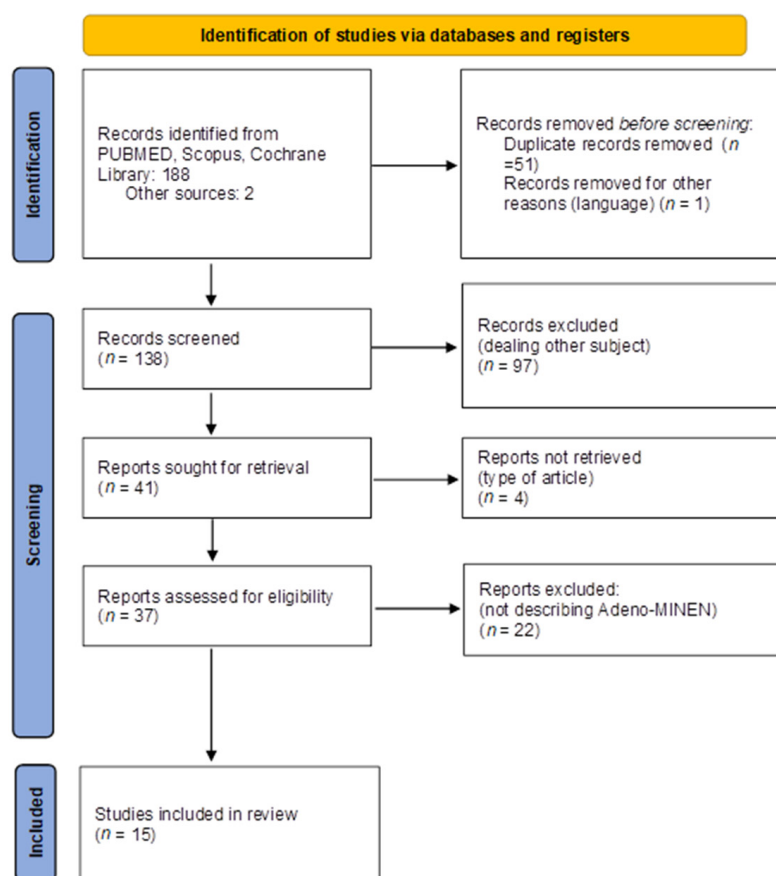 Identification of studies via databases and registers
Identification
Records identified from
PUBMED, Scopus, Cochrane
Library: 188
Other sources: 2
Records removed before screening:
Duplicate records removed (n
=51)
Records removed for other
reasons (language) (n = 1)
Screening
Records screened
(n = 138)
Records excluded
(dealing other subject)
(n = 97)
Reports sought for retrieval
(n = 41)
Reports not retrieved
(type of article)
(n = 4)
Reports assessed for eligibility
(n = 37)
Reports excluded:
(not describing Adeno-MINEN)
(n = 22)
Included
Studies included in review
(n = 15)